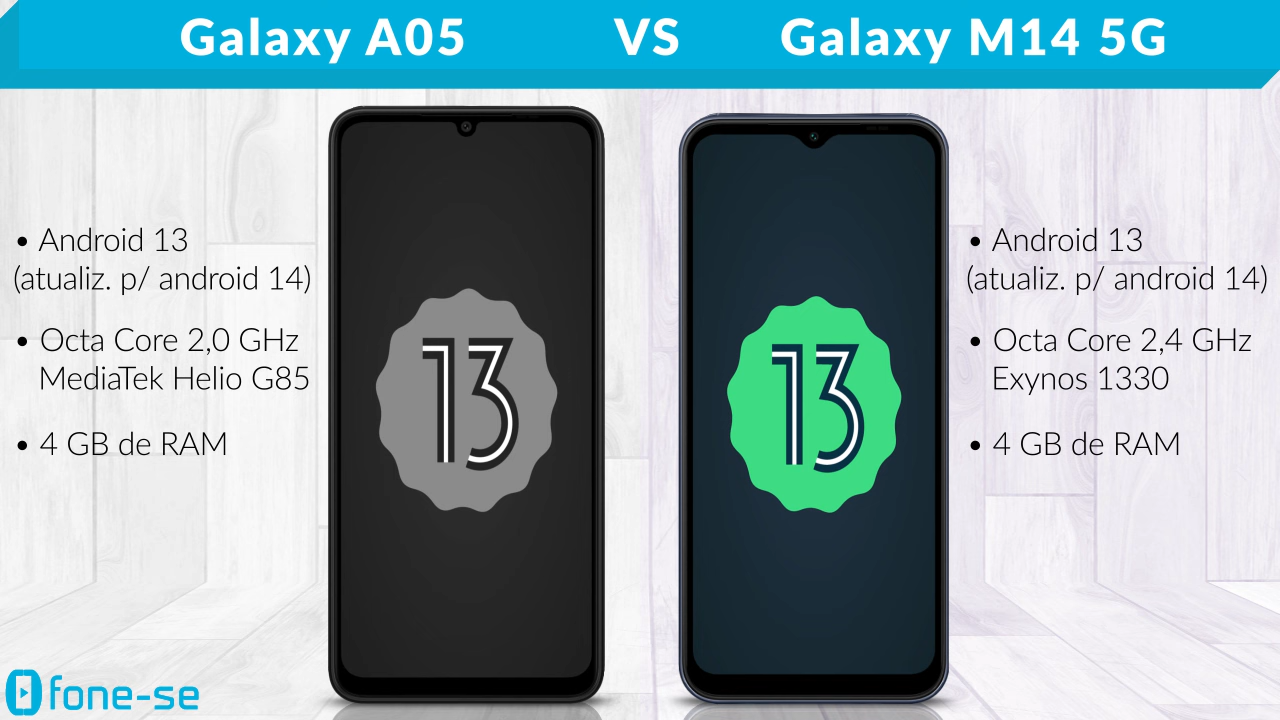 Galaxy A05 VS Galaxy M14 5G
• Android 13
(atualiz. p/ android 14)
• Octa Core 2,0 GHz
MediaTek Helio G85
• 4 GB de RAM
13
13
• Android 13
(atualiz. p/ android 14)
• Octa Core 2,4 GHz
Exynos 1330
• 4 GB de RAM
fone-se